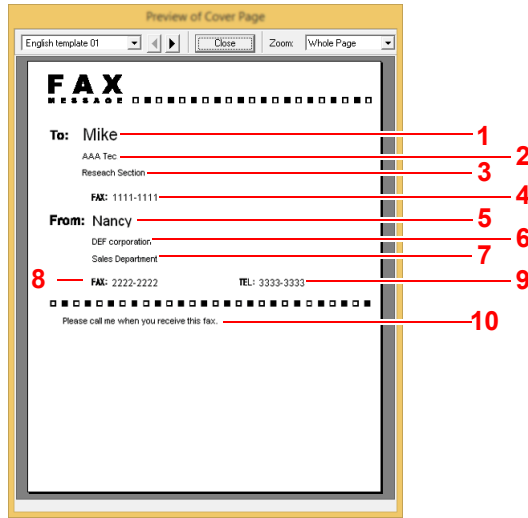 Preview of Cover Page
English template 01 Close Zoom: Whole Page
FAX
MESSAGE
To: Mike 1
AAA Tec 2
Reseach Section 3
FAX: 1111-1111 4
From: Nancy 5
DEF corporation 6
Sales Department 7
8 FAX: 2222-2222 TEL: 3333-3333 9
Please call me when you receive this fax. 10